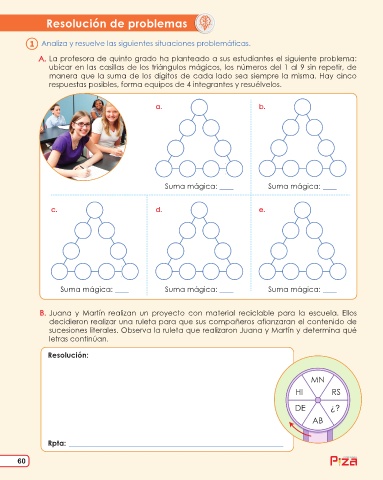 Resolución de problemas
1 Analiza y resuelve las siguientes situaciones problemáticas.
A. La profesora de quinto grado ha planteado a sus estudiantes el siguiente problema:
ubicar en las casillas de los triángulos mágicos, los números del 1 al 9 sin repetir, de
manera que la suma de los dígitos de cada lado sea siempre la misma. Hay cinco
respuestas posibles, forma equipos de 4 integrantes y resuélvelos.
a.
b.
Suma mágica: ____
Suma mágica: ____
c.
d.
e.
Suma mágica: ____
Suma mágica: ____
Suma mágica: ____
B. Juana y Martín realizan un proyecto con material reciclable para la escuela. Ellos
decidieron realizar una ruleta para que sus compañeros afianzaran el contenido de
sucesiones literales. Observa la ruleta que realizaron Juana y Martín y determina qué
letras continúan.
Resolución:
MN
HI
RS
DE
¿?
AB
Rpta:
60
Piza